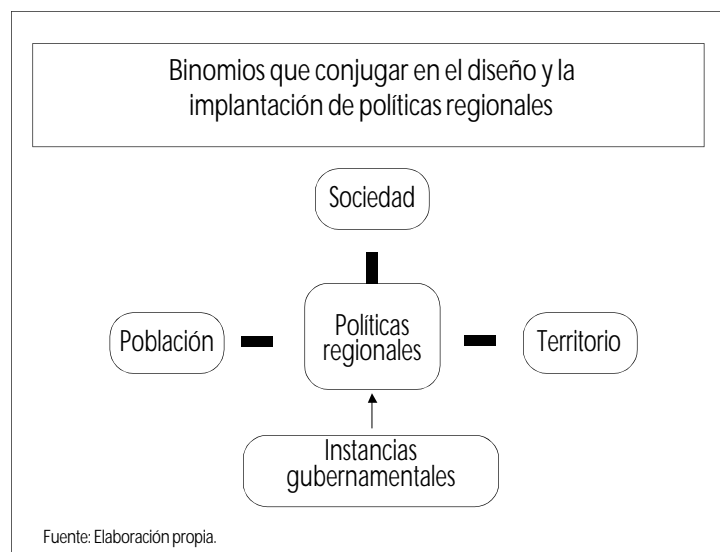 Binomios que conjugar en el diseño y la
implantación de políticas regionales
Sociedad
Población
Políticas
regionales
Territorio
Instancias
gubernamentales
Fuente: Elaboración propia.